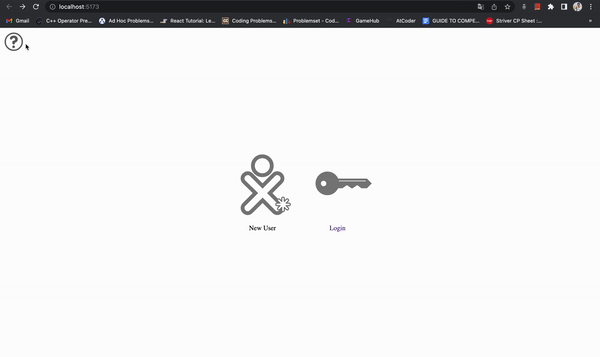 localhost:5173
Gmail
C++ Operator Pre...
Ad Hoc Problems...
React Tutorial: Le...
Coding Problems...
Problemset - Cod...
GameHub
AtCoder
GUIDE TO COMPE...
Striver CP Sheet :...
»
?
New User
Login